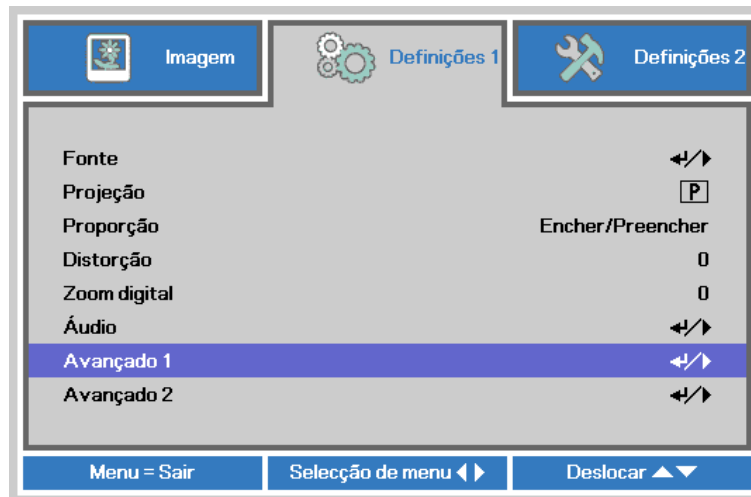 Imagem
Definições 1
Definições 2
Fonte
Projeção P
Proporção Encher/Preencher
Distorção 0
Zoom digital 0
Áudio
Avançado 1
Avançado 2
Menu = Sair
Selecção de menu
Deslocar